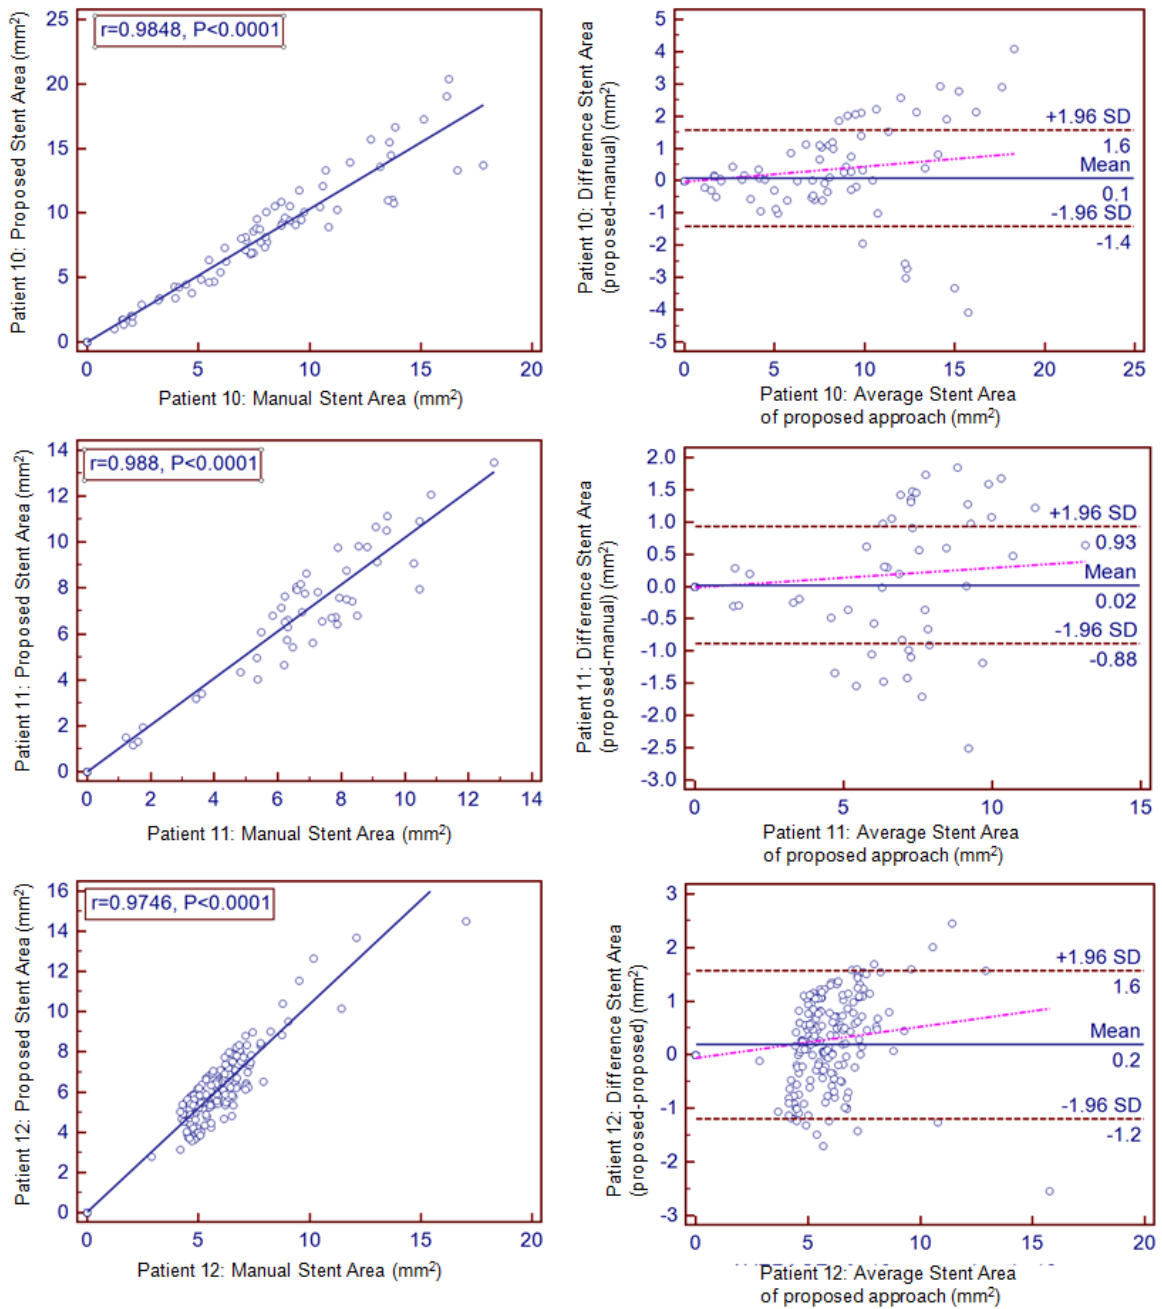 Patient 10: Proposed Stent Area (mm²)
25
20
15
10
5
0
r=0.9848, P<0.0001
0 5 10 15 20
Patient 10: Manual Stent Area (mm²)
Patient 10: Difference Stent Area
(proposed-manual) (mm²)
5
4
3
2
1
0
-1
-2
-3
-4
-5
+1.96 SD
1.6
Mean
0.1
-1.96 SD
-1.4
0 5 10 15 20 25
Patient 10: Average Stent Area
of proposed approach (mm²)
Patient 11: Proposed Stent Area (mm²)
14
12
10
8
6
4
2
0
r=0.988, P<0.0001
0 2 4 6 8 10 12 14
Patient 11: Manual Stent Area (mm²)
Patient 11: Difference Stent Area
(proposed-manual) (mm²)
2.0
1.5
1.0
0.5
0.0
-0.5
-1.0
-1.5
-2.0
-2.5
-3.0
+1.96 SD
0.93
Mean
0.02
-1.96 SD
-0.88
0 5 10 15
Patient 11: Average Stent Area
of proposed approach (mm²)
Patient 12: Proposed Stent Area (mm²)
16
14
12
10
8
6
4
2
0
r=0.9746, P<0.0001
0 5 10 15 20
Patient 12: Manual Stent Area (mm²)
Patient 12: Difference Stent Area
(proposed-proposed) (mm²)
3
2
1
0
-1
-2
-3
+1.96 SD
1.6
Mean
0.2
-1.96 SD
-1.2
0 5 10 15 20
Patient 12: Average Stent Area
of proposed approach (mm²)